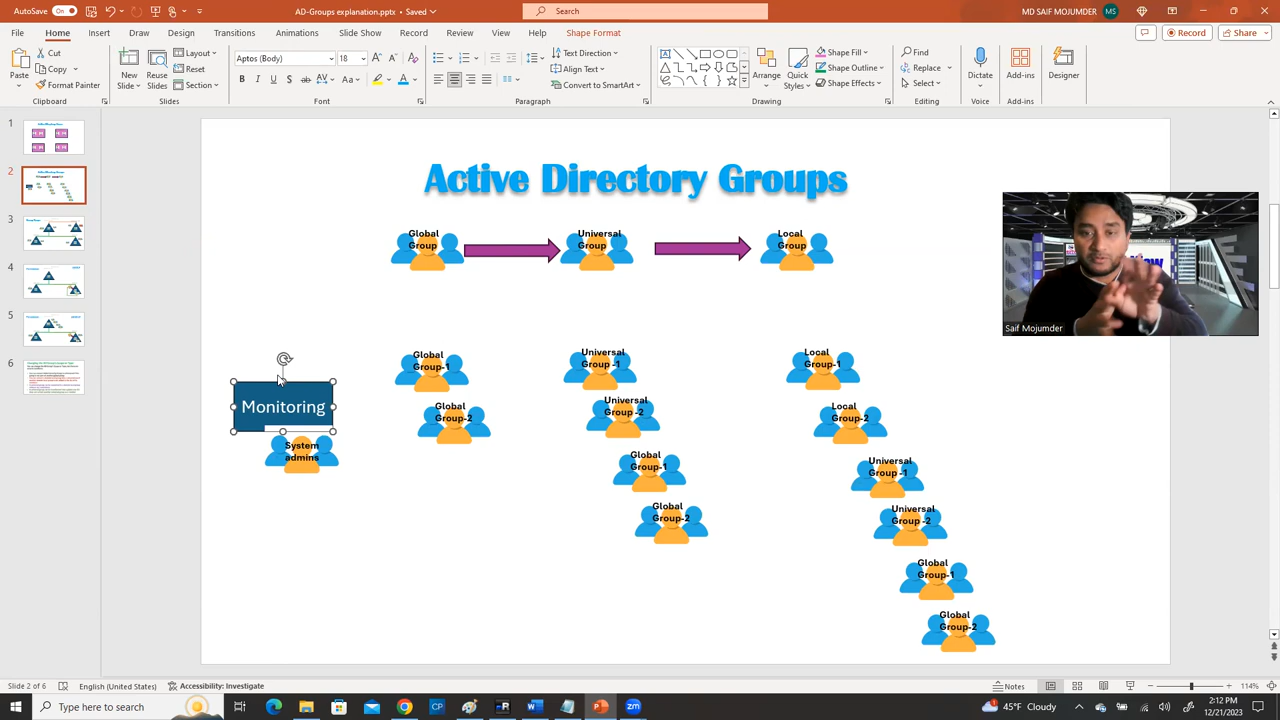 AutoSave On
AD-Groups explanation.pptx • Saved
Search
MD SAIF MOJUMDER MS
File Home Insert Draw Design Transitions Animations Slide Show Record Review View Help Shape Format
Record Share
Paste
Cut
Copy
Format Painter
New
Slide
Reuse
Slides
Layout
Reset
Section
Aptos (Body) 18
Text Direction
Align Text
Convert to SmartArt
Arrange
Quick
Styles
Shape Fill
Shape Outline
Shape Effects
Find
Replace
Select
Dictate
Add-ins
Designer
Clipboard Slides Font Paragraph Drawing Editing Voice Add-ins
1
2
3
4
5
6
Active Directory Groups
Global
Group
Universal
Group
Local
Group
Saif Mojumder
Monitoring
System
admins
Global
Group-1
Global
Group-2
Universal
Group -1
Universal
Group -2
Global
Group-1
Global
Group-2
Local
Group-1
Local
Group-2
Universal
Group -1
Universal
Group -2
Global
Group-1
Global
Group-2
Slide 2 of 6 English (United States) Accessibility: Investigate
Notes 114%
Type here to search
45°F Cloudy
2:12 PM
12/21/2023